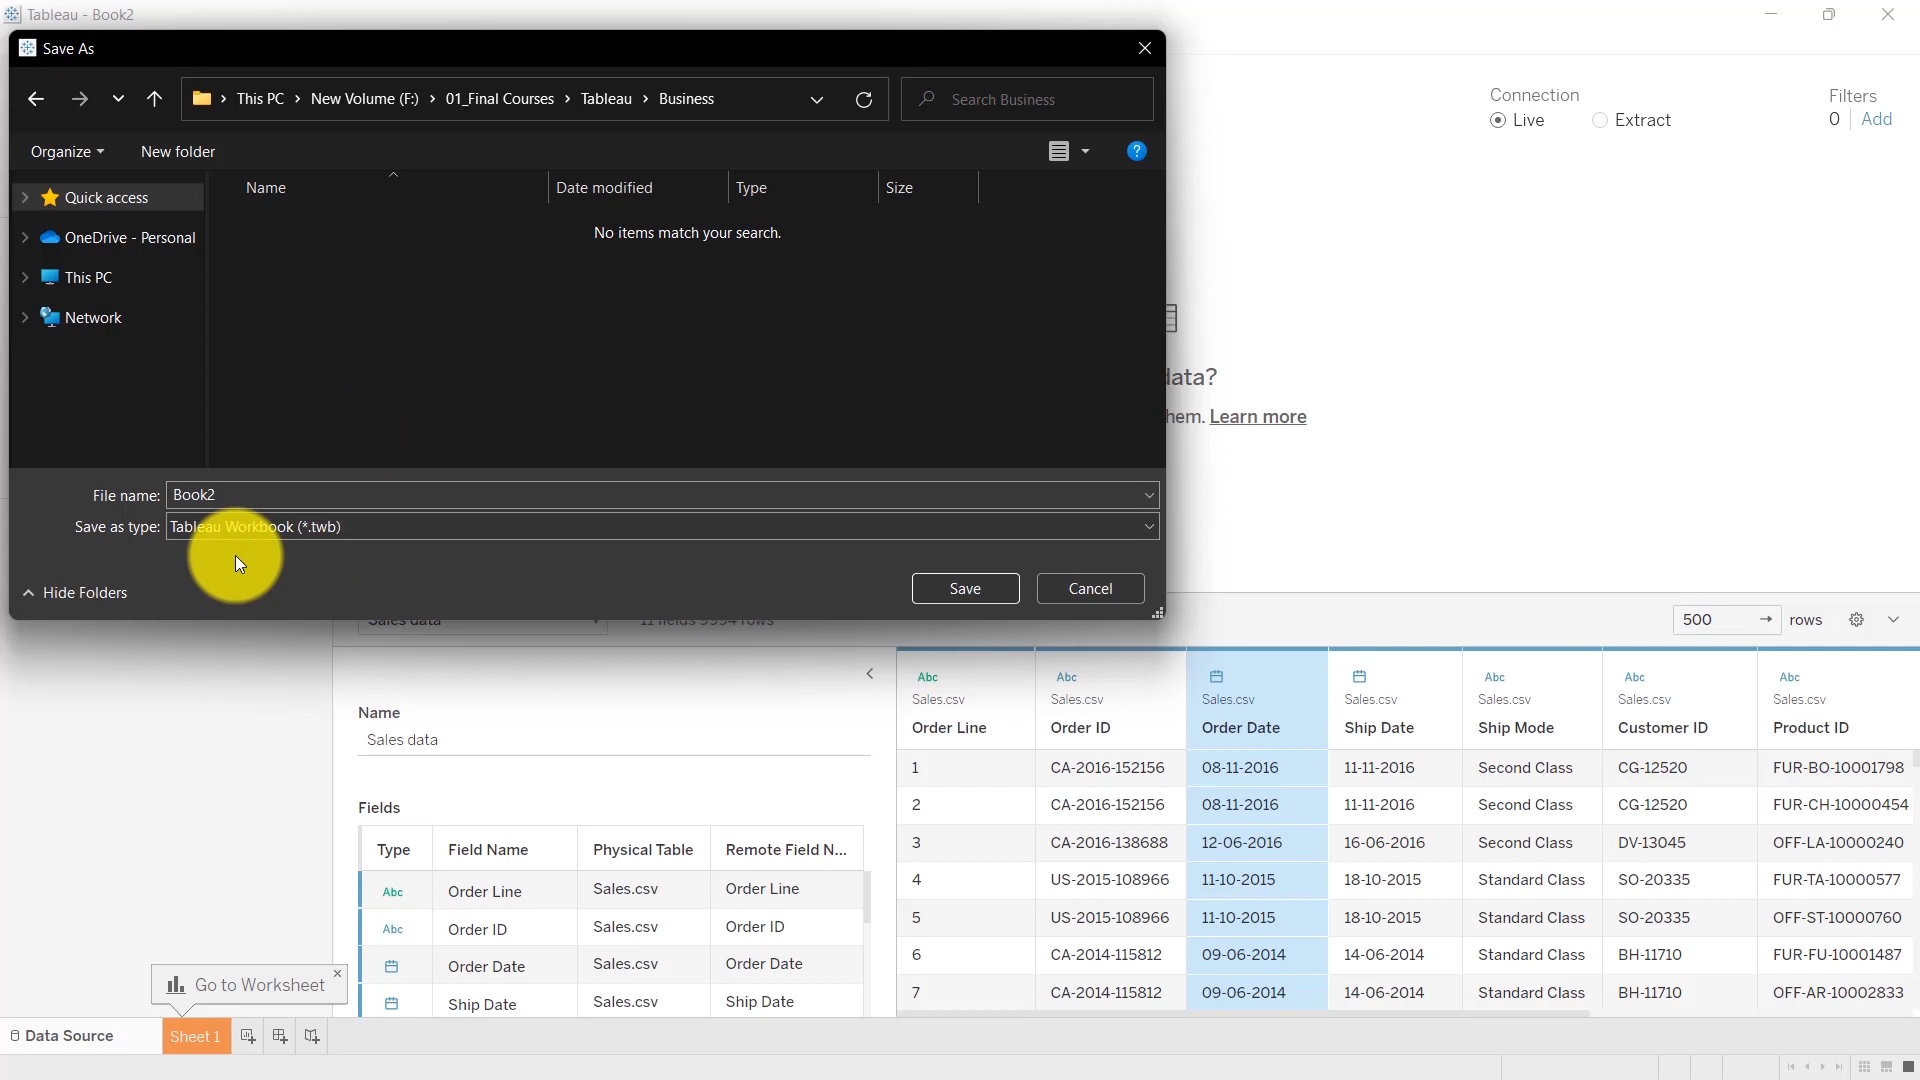 Tableau - Book2
Save As
This PC > New Volume (F:) > 01_Final Courses > Tableau > Business
Search Business
Organize
New folder
Name
Date modified
Type
Size
Quick access
OneDrive - Personal
This PC
Network
No items match your search.
File name: Book2
Save as type: Tableau Workbook (*.twb)
Hide Folders
Save
Cancel
Connection
Live
Extract
Filters
0 Add
data?
hem. Learn more
Sales data
11 fields 9994 rows
500 → rows
Name
Sales data
Fields
Type Field Name Physical Table Remote Field N...
Abc Order Line Sales.csv Order Line
Abc Order ID Sales.csv Order ID
Order Date Sales.csv Order Date
Ship Date Sales.csv Ship Date
Abc Abc Abc Abc Abc
Sales.csv Sales.csv Sales.csv Sales.csv Sales.csv Sales.csv Sales.csv
Order Line Order ID Order Date Ship Date Ship Mode Customer ID Product ID
1 CA-2016-152156 08-11-2016 11-11-2016 Second Class CG-12520 FUR-BO-10001798
2 CA-2016-152156 08-11-2016 11-11-2016 Second Class CG-12520 FUR-CH-10000454
3 CA-2016-138688 12-06-2016 16-06-2016 Second Class DV-13045 OFF-LA-10000240
4 US-2015-108966 11-10-2015 18-10-2015 Standard Class SO-20335 FUR-TA-10000577
5 US-2015-108966 11-10-2015 18-10-2015 Standard Class SO-20335 OFF-ST-10000760
6 CA-2014-115812 09-06-2014 14-06-2014 Standard Class BH-11710 FUR-FU-10001487
7 CA-2014-115812 09-06-2014 14-06-2014 Standard Class BH-11710 OFF-AR-10002833
Go to Worksheet
Data Source
Sheet 1